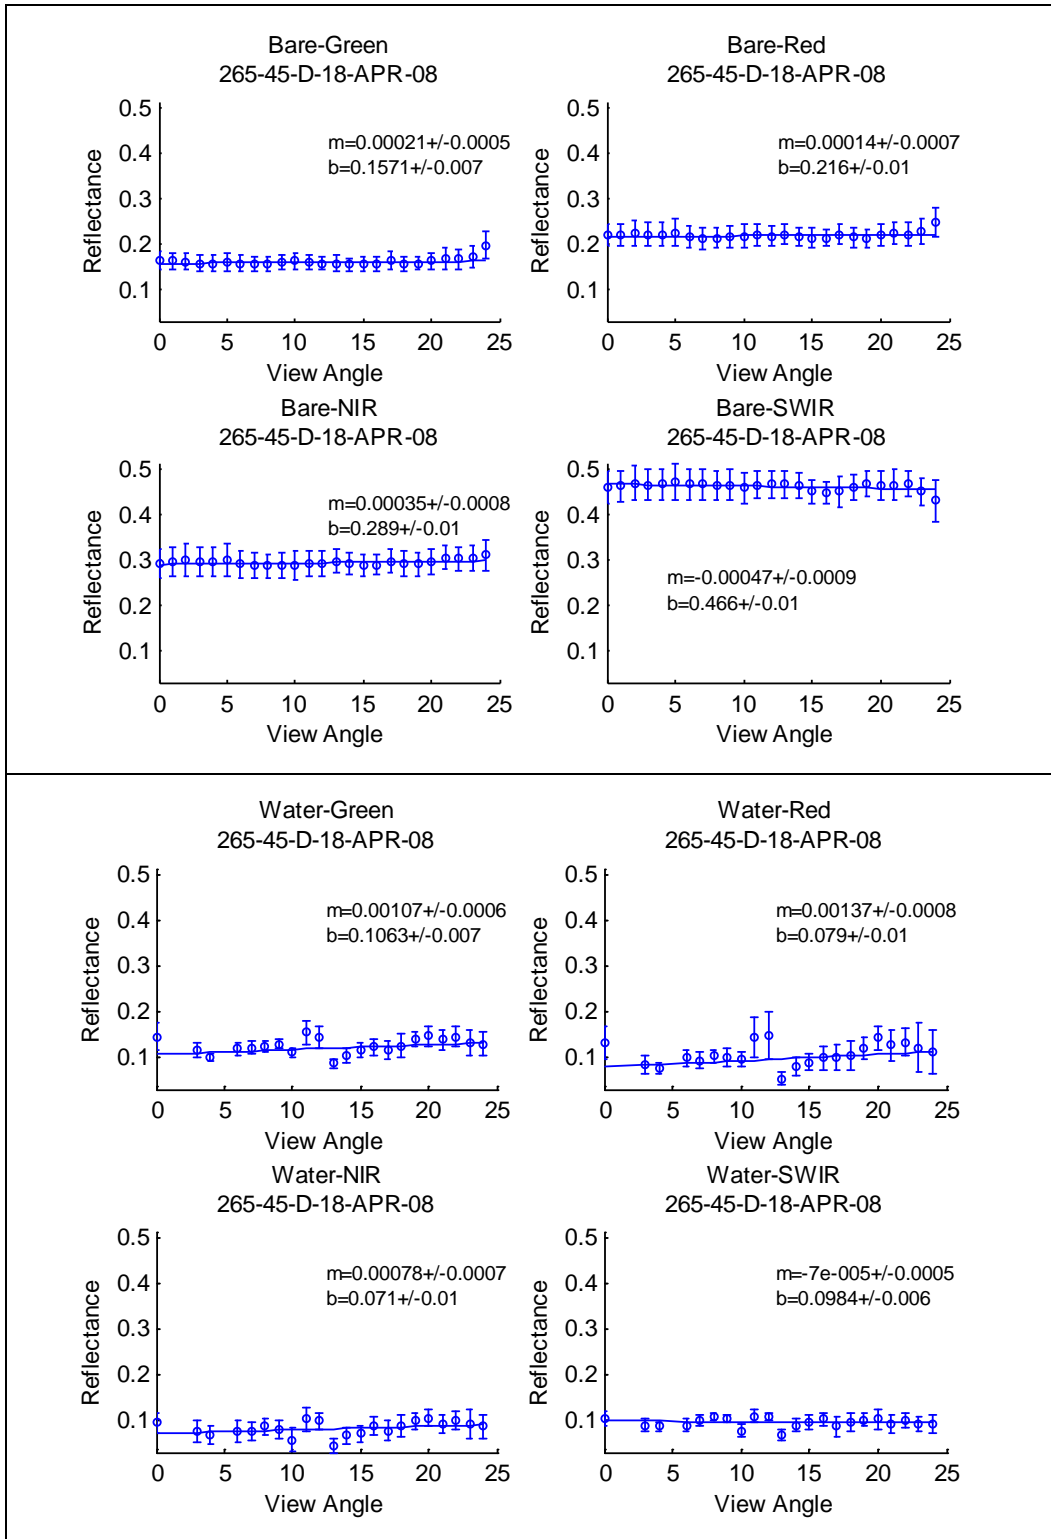 Bare-Green
265-45-D-18-APR-08
0.5
0.4
0.3
0.2
0.1
Reflectance
m=0.00021+/-0.0005
b=0.1571+/-0.007
0 5 10 15 20 25
View Angle
Bare-Red
265-45-D-18-APR-08
0.5
0.4
0.3
0.2
0.1
Reflectance
m=0.00014+/-0.0007
b=0.216+/-0.01
0 5 10 15 20 25
View Angle
Bare-NIR
265-45-D-18-APR-08
0.5
0.4
0.3
0.2
0.1
Reflectance
m=0.00035+/-0.0008
b=0.289+/-0.01
0 5 10 15 20 25
View Angle
Bare-SWIR
265-45-D-18-APR-08
0.5
0.4
0.3
0.2
0.1
Reflectance
m=-0.00047+/-0.0009
b=0.466+/-0.01
0 5 10 15 20 25
View Angle
Water-Green
265-45-D-18-APR-08
0.5
0.4
0.3
0.2
0.1
Reflectance
m=0.00107+/-0.0006
b=0.1063+/-0.007
0 5 10 15 20 25
View Angle
Water-Red
265-45-D-18-APR-08
0.5
0.4
0.3
0.2
0.1
Reflectance
m=0.00137+/-0.0008
b=0.079+/-0.01
0 5 10 15 20 25
View Angle
Water-NIR
265-45-D-18-APR-08
0.5
0.4
0.3
0.2
0.1
Reflectance
m=0.00078+/-0.0007
b=0.071+/-0.01
0 5 10 15 20 25
View Angle
Water-SWIR
265-45-D-18-APR-08
0.5
0.4
0.3
0.2
0.1
Reflectance
m=-7e-005+/-0.0005
b=0.0984+/-0.006
0 5 10 15 20 25
View Angle